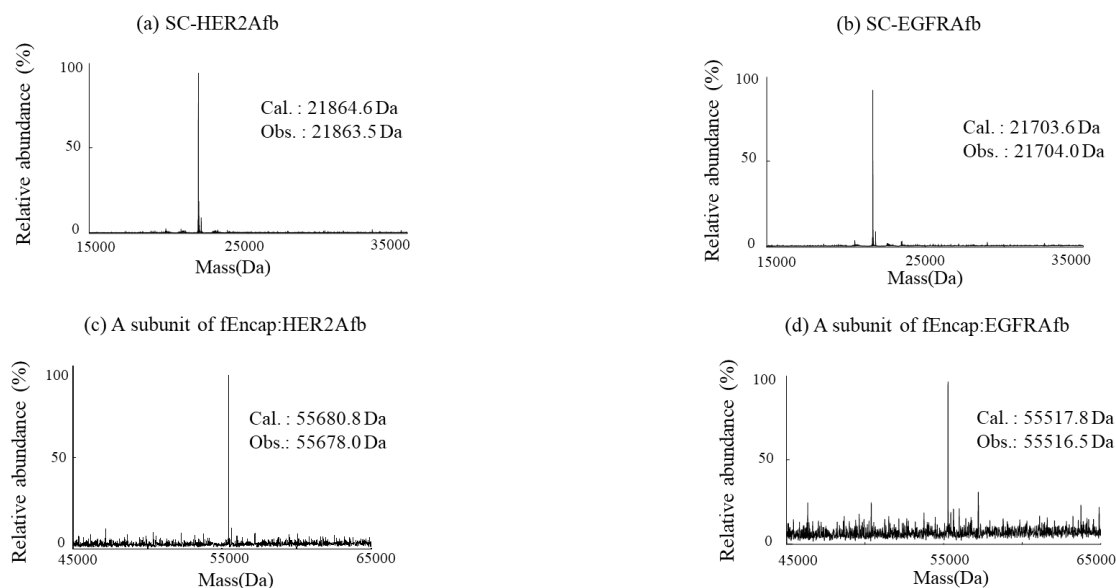 (a) SC-HER2Afb
Relative abundance (%)
100
50
0
Cal. : 21864.6 Da
Obs. : 21863.5 Da
15000 25000 35000
Mass(Da)
(b) SC-EGFRAfb
Relative abundance (%)
100
50
0
Cal. : 21703.6 Da
Obs. : 21704.0 Da
15000 25000 35000
Mass(Da)
(c) A subunit of fEncap:HER2Afb
Relative abundance (%)
100
50
0
Cal. : 55680.8 Da
Obs.: 55678.0 Da
45000 55000 65000
Mass(Da)
(d) A subunit of fEncap:EGFRAfb
Relative abundance (%)
100
50
0
Cal. : 55517.8 Da
Obs.: 55516.5 Da
45000 55000 65000
Mass(Da)